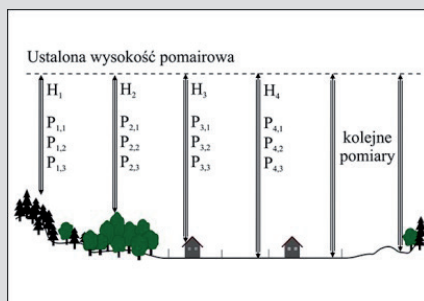 Ustalona wysokość pomairowa
H1 H2 H3 H4
P1,1 P2,1 P3,1 P4,1
P1,2 P2,2 P3,2 P4,2 kolejne
P1,3 P2,3 P3,3 P4,3 pomiary